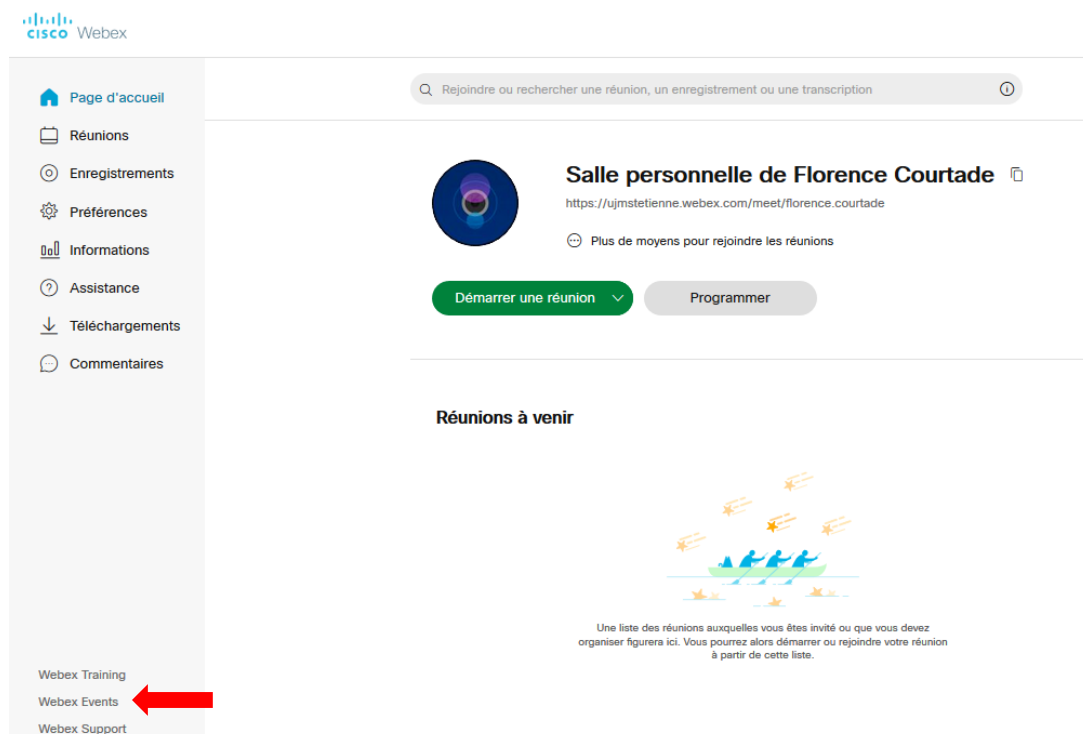 CISCO Webex
Page d'accueil
Réunions
Enregistrements
Préférences
Informations
Assistance
Téléchargements
Commentaires
Webex Training
Webex Events
Webex Support
Rejoindre ou rechercher une réunion, un enregistrement ou une transcription
Salle personnelle de Florence Courtade
https://ujmstetienne.webex.com/meet/florence.courtade
Plus de moyens pour rejoindre les réunions
Démarrer une réunion
Programmer
Réunions à venir
Une liste des réunions auxquelles vous êtes invité ou que vous devez
organiser figurera ici. Vous pourrez alors démarrer ou rejoindre votre réunion
à partir de cette liste.